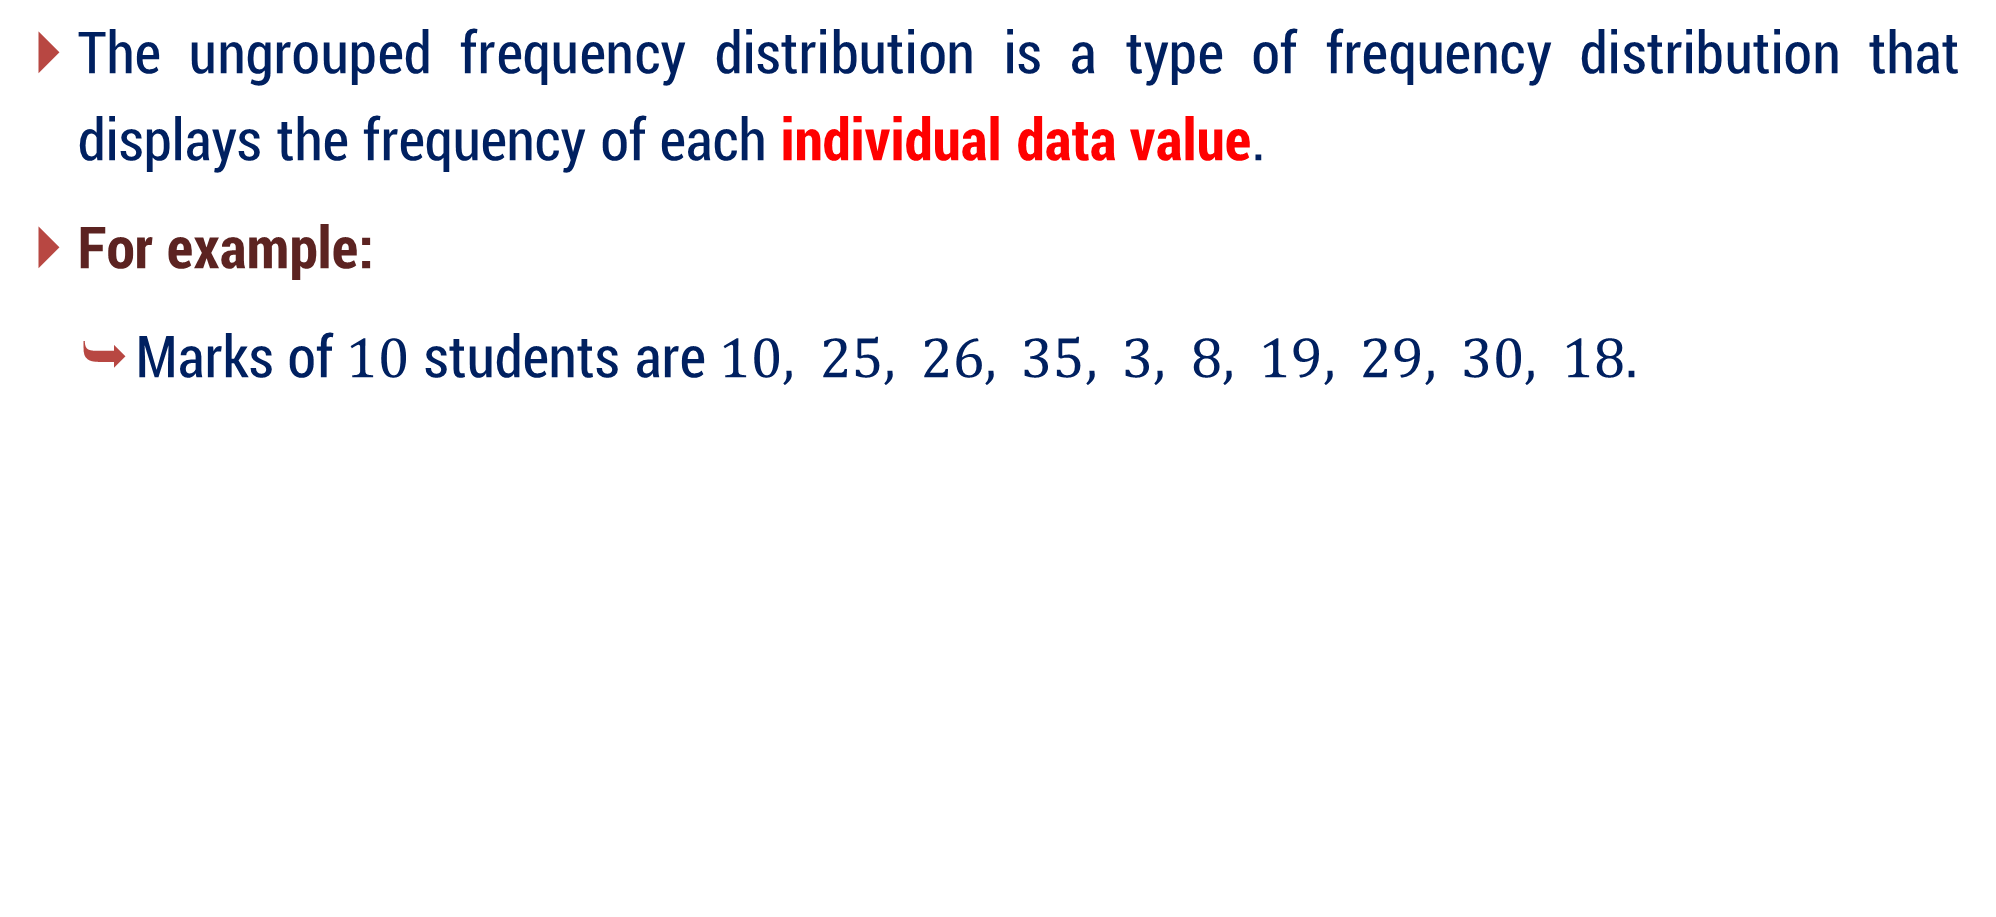 The ungrouped frequency distribution is a type of frequency distribution that
displays the frequency of each individual data value.
For example:
Marks of 10 students are 10, 25, 26, 35, 3, 8, 19, 29, 30, 18.